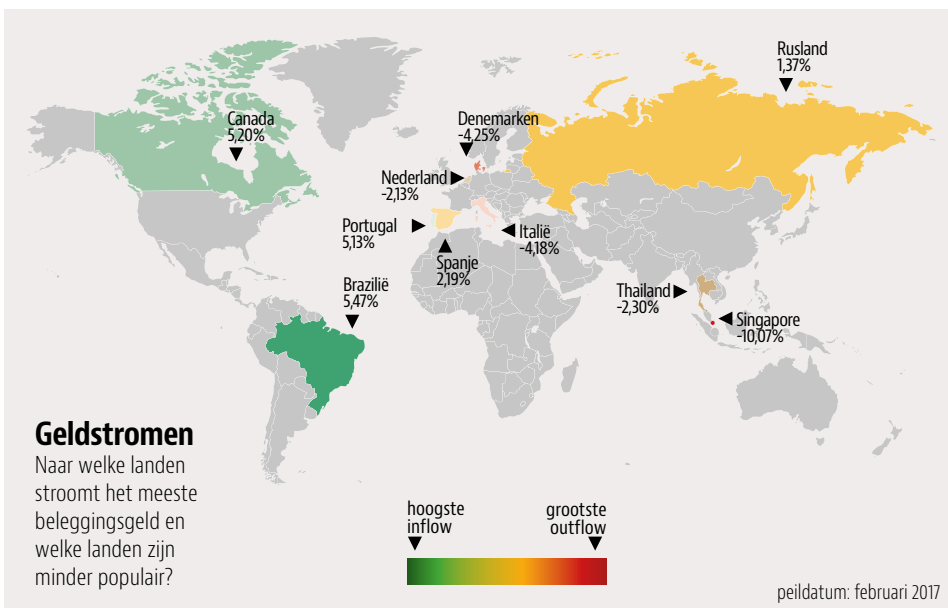 Rusland
1,37%
Canada
5,20%
Denemarken
-4,25%
Nederland
-2,13%
Portugal
5,13%
Italië
-4,18%
Spanje
2,19%
Brazilië
5,47%
Thailand
-2,30%
Singapore
-10,07%
Geldstromen
Naar welke landen
stroomt het meeste
beleggingsgeld en
welke landen zijn
minder populair?
hoogste
inflow
grootste
outflow
peildatum: februari 2017